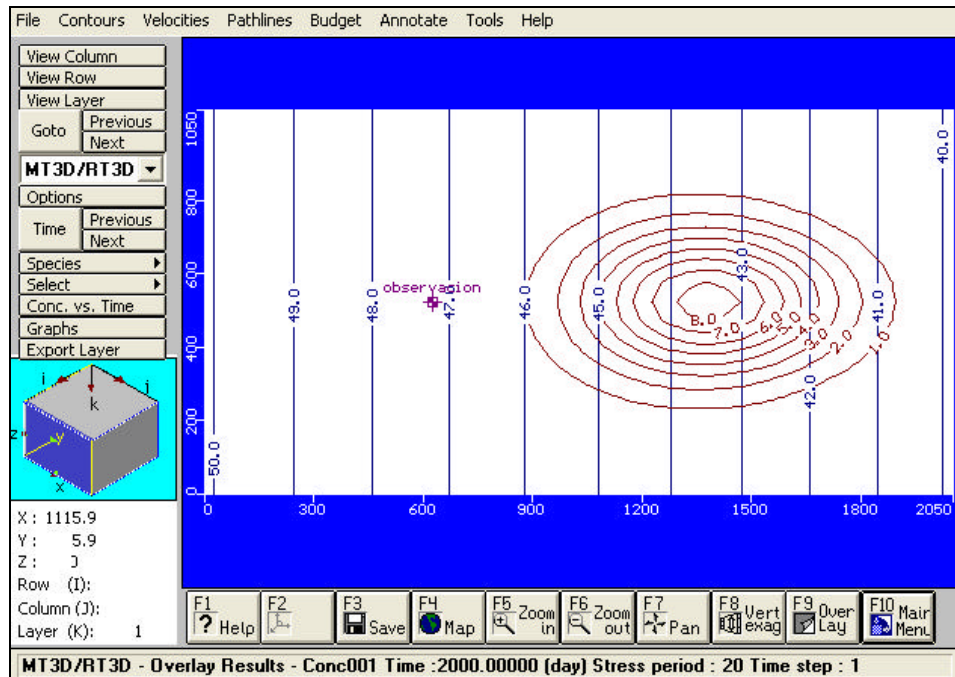 File Contours Velocities Pathlines Budget Annotate Tools Help
View Column
View Row
View Layer
Goto
Previous
Next
MT3D/RT3D
Options
Time
Previous
Next
Species
Select
Conc. vs. Time
Graphs
Export Layer
i
j
k
Z
y
X
X : 1115.9
Y : 5.9
Z :
Row (I):
Column (J):
Layer (K): 1
1050
800
600
400
200
0
0 300 600 900 1200 1500 1800 2050
50.0
49.0
48.0
47.0
46.0
45.0
43.0
42.0
41.0
40.0
observasion
8.0
7.0
6.0
5.0
4.0
3.0
2.0
1.0
F1 ? Help
F2
F3 Save
F4 Map
F5 Zoom in
F6 Zoom out
F7 Pan
F8 Vert exag
F9 Over Lay
F10 Mair Menu
MT3D/RT3D - Overlay Results - Conc001 Time :2000.00000 (day) Stress period : 20 Time step : 1